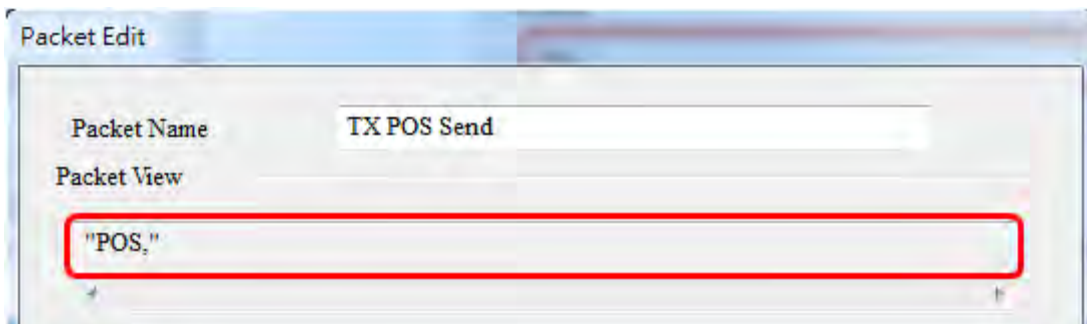 Packet Edit
Packet Name TX POS Send
Packet View
"POS,"